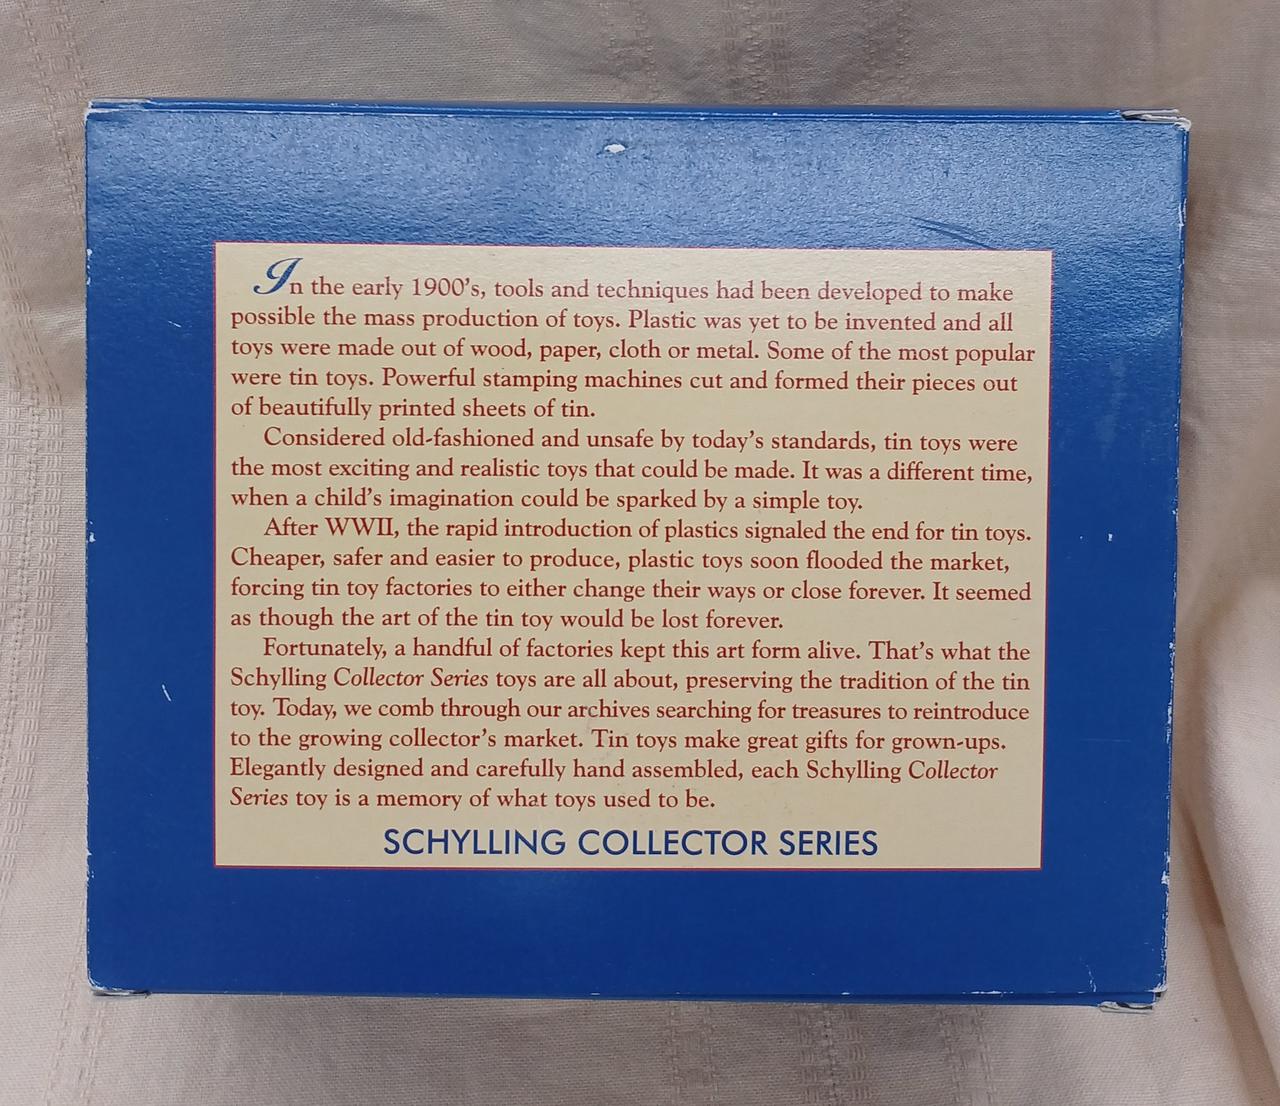 In the early 1900's, tools and techniques had been developed to make
possible the mass production of toys. Plastic was yet to be invented and all
toys were made out of wood, paper, cloth or metal. Some of the most popular
were tin toys. Powerful stamping machines cut and formed their pieces out
of beautifully printed sheets of tin.
Considered old-fashioned and unsafe by today's standards, tin toys were
the most exciting and realistic toys that could be made. It was a different time,
when a child's imagination could be sparked by a simple toy.
After WWII, the rapid introduction of plastics signaled the end for tin toys.
Cheaper, safer and easier to produce, plastic toys soon flooded the market,
forcing tin toy factories to either change their ways or close forever. It seemed
as though the art of the tin toy would be lost forever.
Fortunately, a handful of factories kept this art form alive. That's what the
Schylling Collector Series toys are all about, preserving the tradition of the tin
toy. Today, we comb through our archives searching for treasures to reintroduce
to the growing collector's market. Tin toys make great gifts for grown-ups.
Elegantly designed and carefully hand assembled, each Schylling Collector
Series toy is a memory of what toys used to be.
SCHYLLING COLLECTOR SERIES